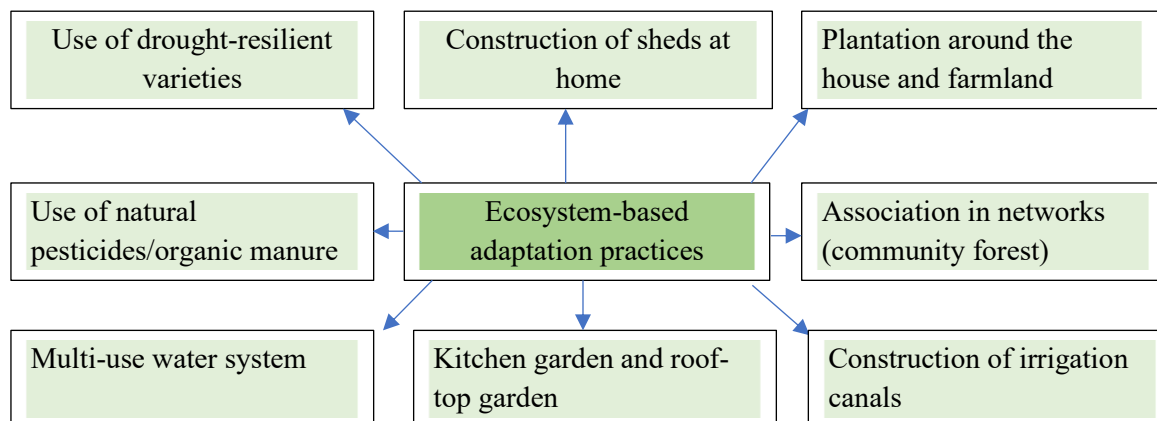 Use of drought-resilient
varieties
Construction of sheds at
home
Plantation around the
house and farmland
Use of natural
pesticides/organic manure
Ecosystem-based
adaptation practices
Association in networks
(community forest)
Multi-use water system
Kitchen garden and roof-
top garden
Construction of irrigation
canals